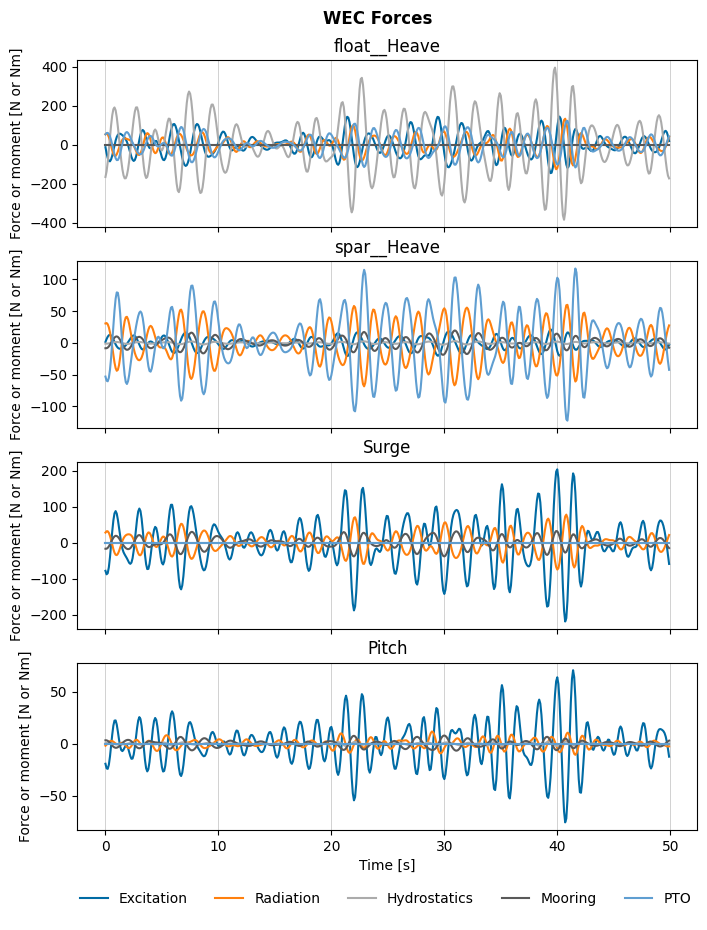 WEC Forces
float__Heave
Force or moment [N or Nm]
400
200
0
−200
−400
spar__Heave
Force or moment [N or Nm]
100
50
0
−50
−100
Surge
Force or moment [N or Nm]
200
100
0
−100
−200
Pitch
Force or moment [N or Nm]
50
0
−50
0 10 20 30 40 50
Time [s]
Excitation Radiation Hydrostatics Mooring PTO